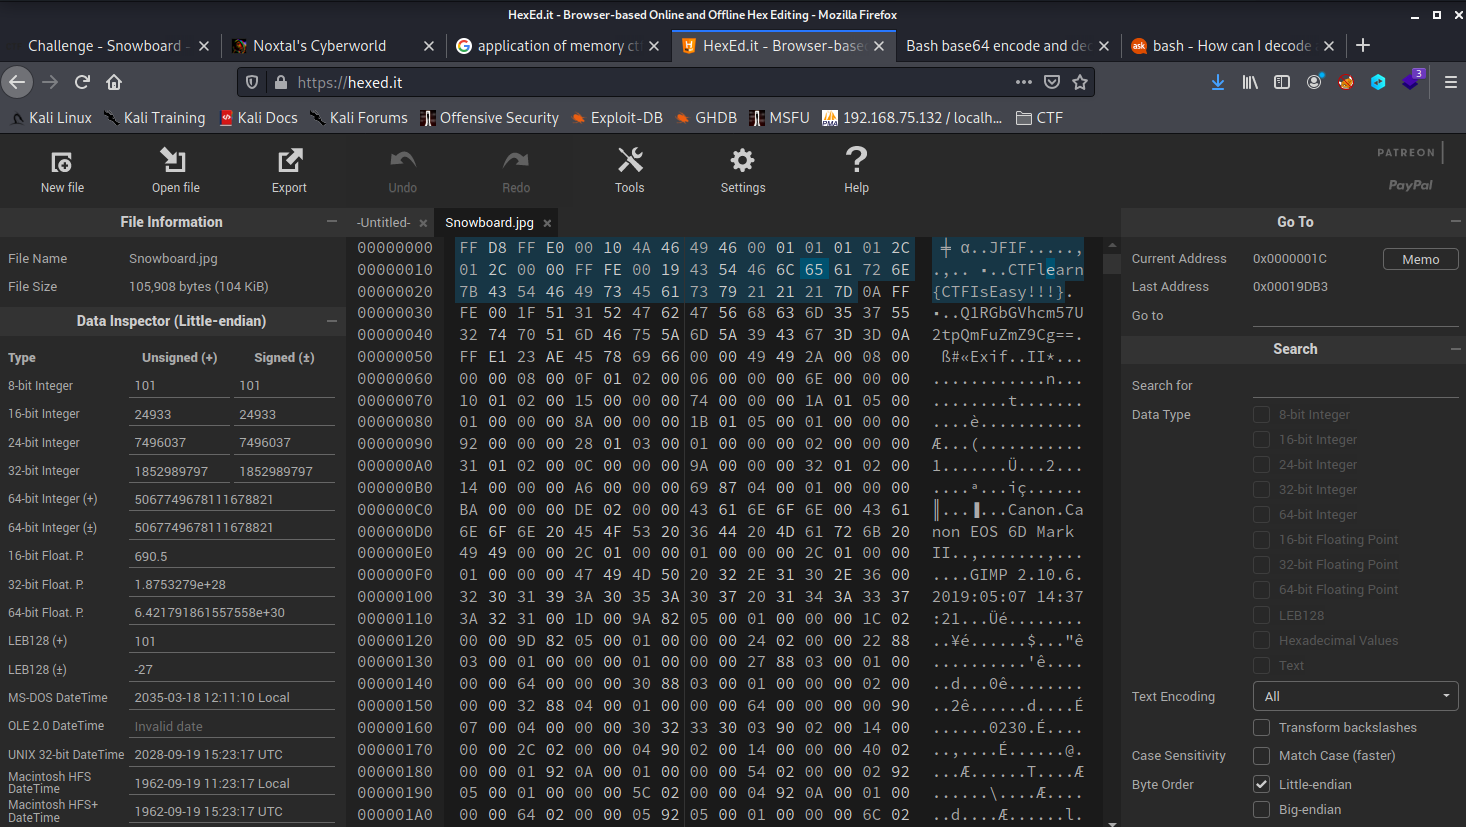 HexEd.it - Browser-based Online and Offline Hex Editing - Mozilla Firefox
Challenge - Snowboard -
Noxtal's Cyberworld
application of memory ct
HexEd.it - Browser-base
Bash base64 encode and de
bash - How can I decode
https://hexed.it
3
Kali Linux
Kali Training
Kali Docs
Kali Forums
Offensive Security
Exploit-DB
GHDB
MSFU
192.168.75.132 / localh...
CTF
New file
Open file
Export
Undo
Redo
Tools
Settings
Help
PATREON
PayPal
File Information
File Name Snowboard.jpg
File Size 105,908 bytes (104 KiB)
Data Inspector (Little-endian)
Type Unsigned (+) Signed (±)
8-bit Integer 101 101
16-bit Integer 24933 24933
24-bit Integer 7496037 7496037
32-bit Integer 1852989797 1852989797
64-bit Integer (+) 5067749678111678821
64-bit Integer (±) 5067749678111678821
16-bit Float. P. 690.5
32-bit Float. P. 1.8753279e+28
64-bit Float. P. 6.421791861557558e+30
LEB128 (+) 101
LEB128 (±) -27
MS-DOS DateTime 2035-03-18 12:11:10 Local
OLE 2.0 DateTime Invalid date
UNIX 32-bit DateTime 2028-09-19 15:23:17 UTC
Macintosh HFS DateTime 1962-09-19 11:23:17 Local
Macintosh HFS+ DateTime 1962-09-19 15:23:17 UTC
-Untitled-
Snowboard.jpg
00000000 FF D8 FF E0 00 10 4A 46 49 46 00 01 01 01 01 2C ╪ α..JFIF.....,
00000010 01 2C 00 00 FF FE 00 19 43 54 46 6C 65 61 72 6E .,.. ▪..CTFlearn
00000020 7B 43 54 46 49 73 45 61 73 79 21 21 21 7D 0A FF {CTFIsEasy!!!}.
00000030 FE 00 1F 51 31 52 47 62 47 56 68 63 6D 35 37 55 ▪..Q1RGbGVhcm57U
00000040 32 74 70 51 6D 46 75 5A 6D 5A 39 43 67 3D 3D 0A 2tpQmFuZmZ9Cg==.
00000050 FF E1 23 AE 45 78 69 66 00 00 49 49 2A 00 08 00 ß#«Exif..II*...
00000060 00 00 08 00 0F 01 02 00 06 00 00 00 6E 00 00 00 ............n...
00000070 10 01 02 00 15 00 00 00 74 00 00 00 1A 01 05 00 ........t.......
00000080 01 00 00 00 8A 00 00 00 1B 01 05 00 01 00 00 00 ....è...........
00000090 92 00 00 00 28 01 03 00 01 00 00 00 02 00 00 00 Æ...(...........
000000A0 31 01 02 00 0C 00 00 00 9A 00 00 00 32 01 02 00 1.......Ü...2...
000000B0 14 00 00 00 A6 00 00 00 69 87 04 00 01 00 00 00 ....ª...iç......
000000C0 BA 00 00 00 DE 02 00 00 43 61 6E 6F 6E 00 43 61 ║...▐...Canon.Ca
000000D0 6E 6F 6E 20 45 4F 53 20 36 44 20 4D 61 72 6B 20 non EOS 6D Mark
000000E0 49 49 00 00 2C 01 00 00 01 00 00 00 2C 01 00 00 II..,.......,...
000000F0 01 00 00 00 47 49 4D 50 20 32 2E 31 30 2E 36 00 ....GIMP 2.10.6.
00000100 32 30 31 39 3A 30 35 3A 30 37 20 31 34 3A 33 37 2019:05:07 14:37
00000110 3A 32 31 00 1D 00 9A 82 05 00 01 00 00 00 1C 02 :21...Üé........
00000120 00 00 9D 82 05 00 01 00 00 00 24 02 00 00 22 88 ..¥é......$..."ê
00000130 03 00 01 00 00 00 01 00 00 00 27 88 03 00 01 00 ..........'ê....
00000140 00 00 64 00 00 00 30 88 03 00 01 00 00 00 02 00 ..d...0ê........
00000150 00 00 32 88 04 00 01 00 00 00 64 00 00 00 00 90 ..2ê......d....É
00000160 07 00 04 00 00 00 30 32 33 30 03 90 02 00 14 00 ......0230.É....
00000170 00 00 2C 02 00 00 04 90 02 00 14 00 00 00 40 02 ..,....É......@.
00000180 00 00 01 92 0A 00 01 00 00 00 54 02 00 00 02 92 ...Æ......T....Æ
00000190 05 00 01 00 00 00 5C 02 00 00 04 92 0A 00 01 00 ......\....Æ....
000001A0 00 00 64 02 00 00 05 92 05 00 01 00 00 00 6C 02 ..d....Æ......l.
Go To
Current Address 0x0000001C Memo
Last Address 0x00019DB3
Go to
Search
Search for
Data Type
8-bit Integer
16-bit Integer
24-bit Integer
32-bit Integer
64-bit Integer
16-bit Floating Point
32-bit Floating Point
64-bit Floating Point
LEB128
Hexadecimal Values
Text
Text Encoding All
Transform backslashes
Case Sensitivity Match Case (faster)
Byte Order Little-endian
Big-endian